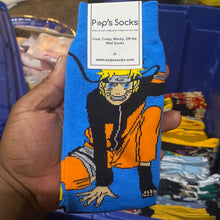 Pap's Socks
Cool, Crazy, Wacky, Off the
Wall Socks
www.papssocks.com